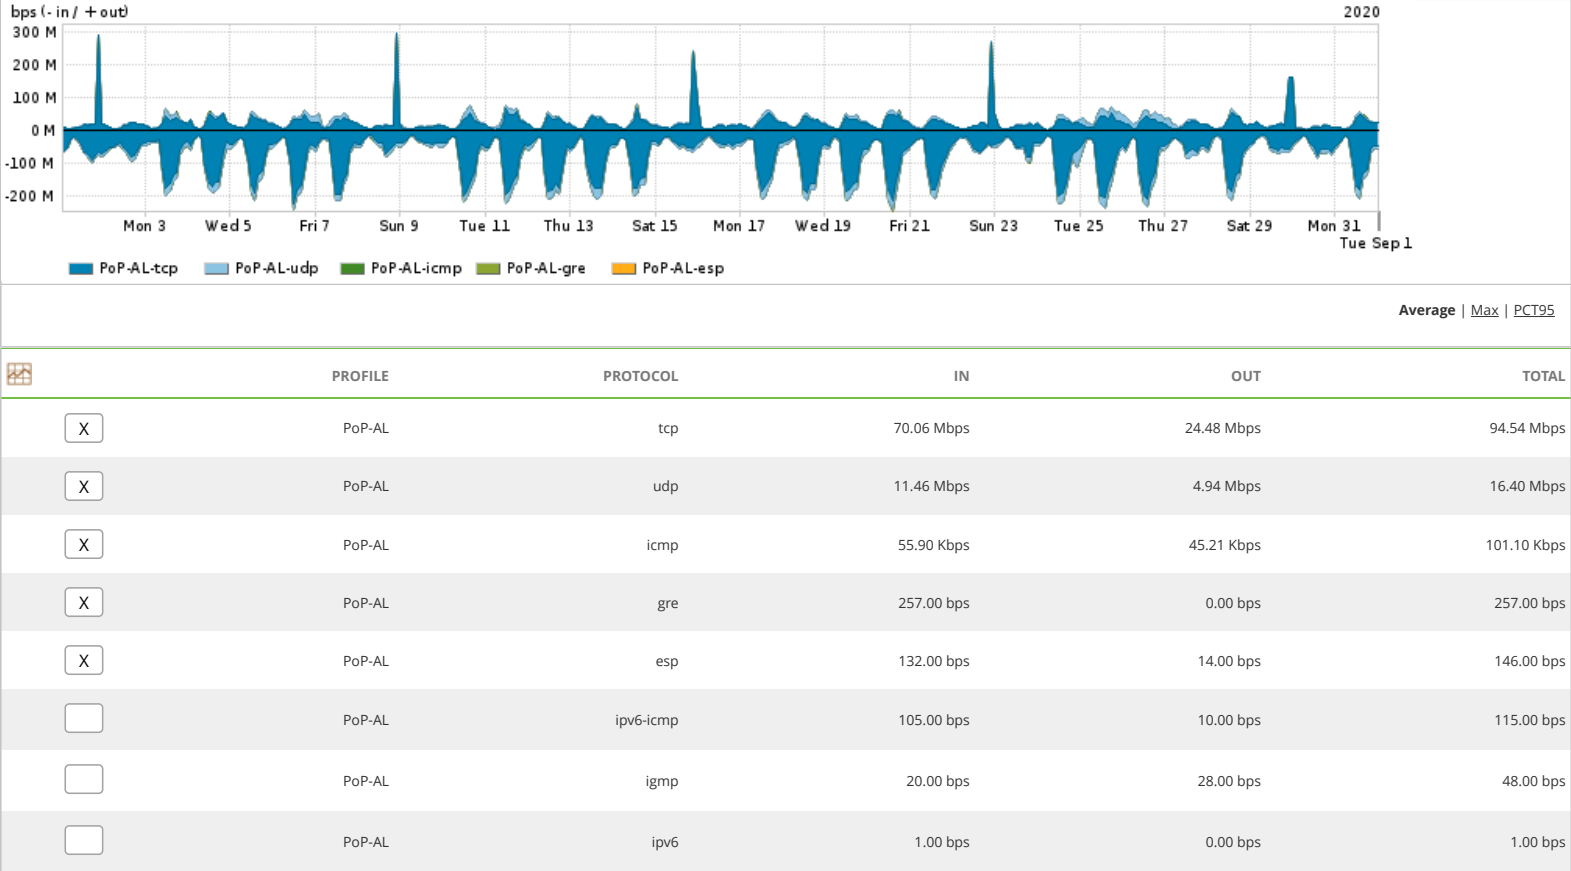 bps (- in / + out) 2020
300 M
200 M
100 M
0 M
-100 M
-200 M
Mon 3 Wed 5 Fri 7 Sun 9 Tue 11 Thu 13 Sat 15 Mon 17 Wed 19 Fri 21 Sun 23 Tue 25 Thu 27 Sat 29 Mon 31
Tue Sep 1
PoP-AL-tcp PoP-AL-udp PoP-AL-icmp PoP-AL-gre PoP-AL-esp
Average | Max | PCT95
PROFILE PROTOCOL IN OUT TOTAL
X PoP-AL tcp 70.06 Mbps 24.48 Mbps 94.54 Mbps
X PoP-AL udp 11.46 Mbps 4.94 Mbps 16.40 Mbps
X PoP-AL icmp 55.90 Kbps 45.21 Kbps 101.10 Kbps
X PoP-AL gre 257.00 bps 0.00 bps 257.00 bps
X PoP-AL esp 132.00 bps 14.00 bps 146.00 bps
PoP-AL ipv6-icmp 105.00 bps 10.00 bps 115.00 bps
PoP-AL igmp 20.00 bps 28.00 bps 48.00 bps
PoP-AL ipv6 1.00 bps 0.00 bps 1.00 bps